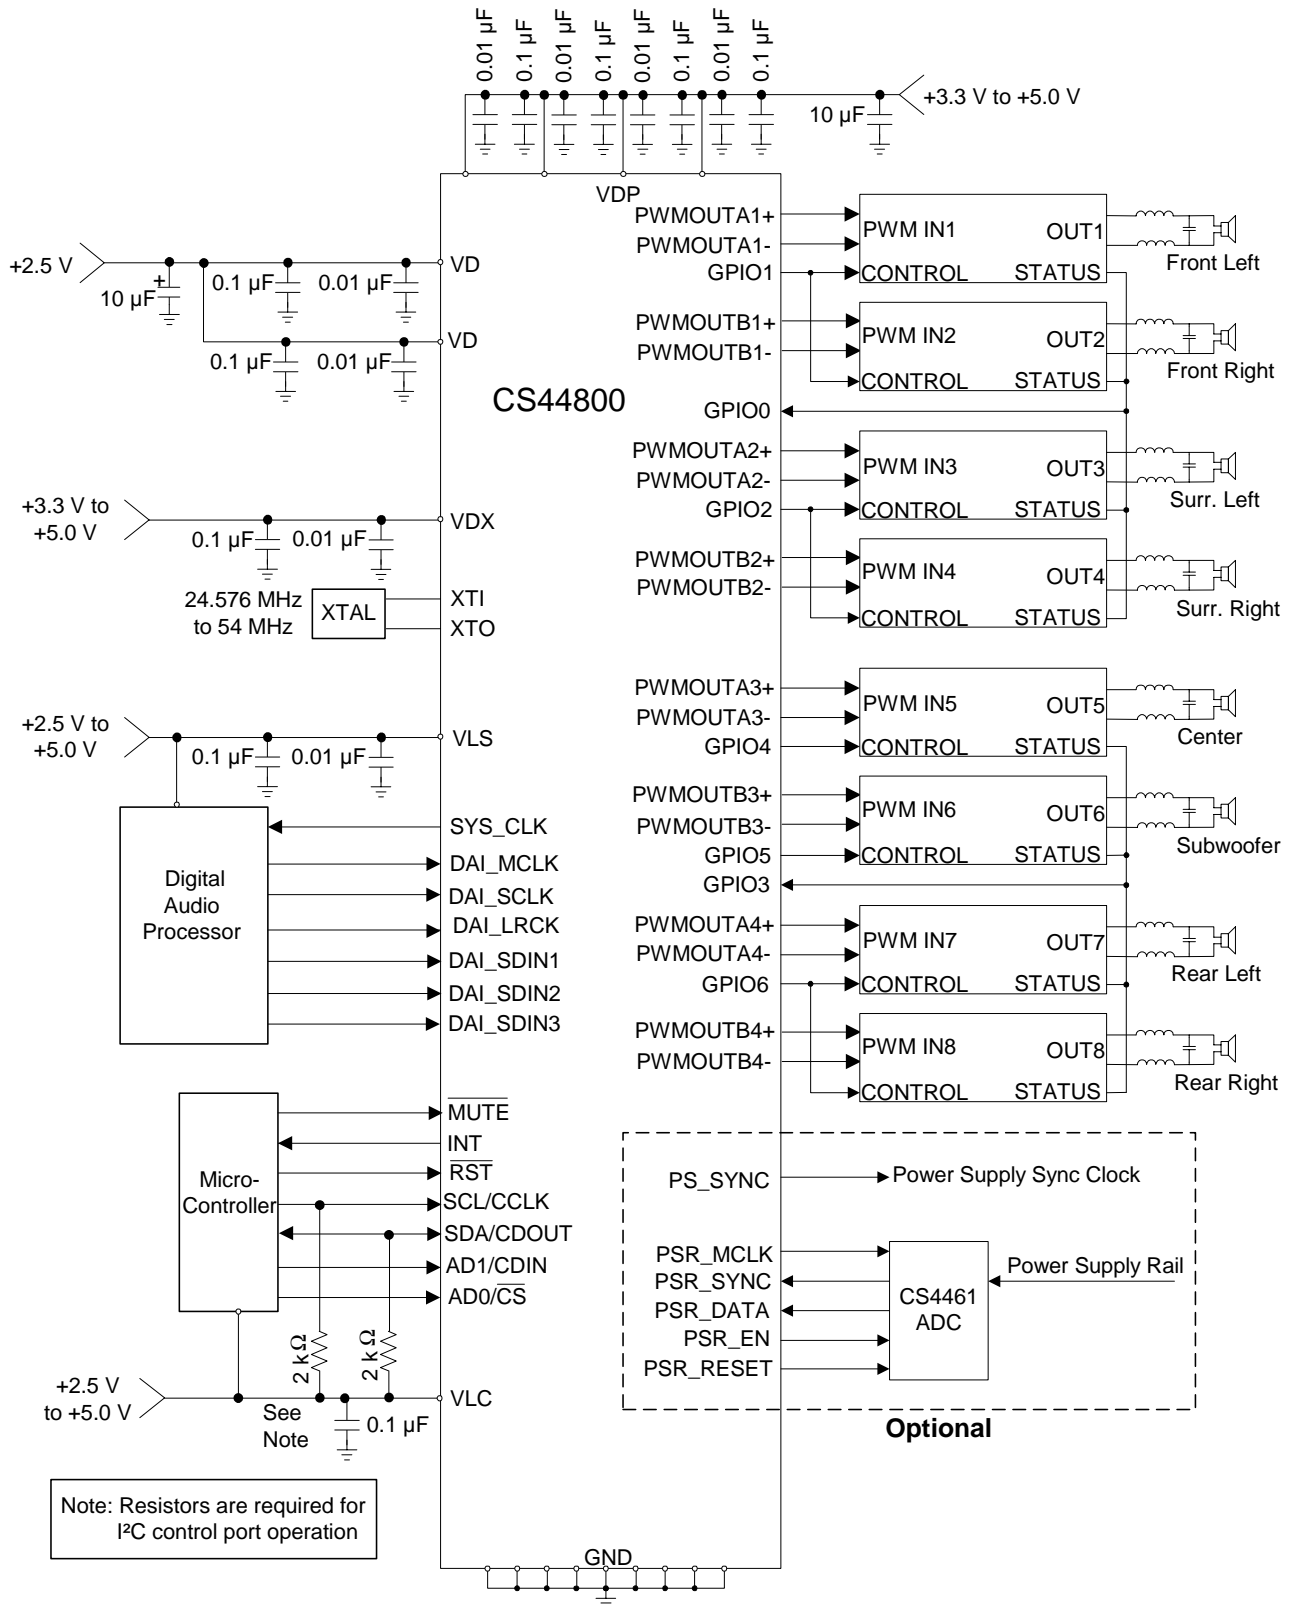 0.01 µF
0.1 µF
0.01 µF
0.1 µF
0.01 µF
0.1 µF
0.01 µF
0.1 µF
10 µF
+3.3 V to +5.0 V
VDP
+2.5 V
10 µF
+
0.1 µF
0.01 µF
VD
0.1 µF
0.01 µF
VD
CS44800
+3.3 V to
+5.0 V
0.1 µF
0.01 µF
VDX
24.576 MHz
to 54 MHz
XTAL
XTI
XTO
+2.5 V to
+5.0 V
0.1 µF
0.01 µF
VLS
Digital
Audio
Processor
SYS_CLK
DAI_MCLK
DAI_SCLK
DAI_LRCK
DAI_SDIN1
DAI_SDIN2
DAI_SDIN3
Micro-
Controller
MUTE
INT
RST
SCL/CCLK
SDA/CDOUT
AD1/CDIN
AD0/CS
2 kΩ
2 kΩ
+2.5 V
to +5.0 V
See
Note
0.1 µF
VLC
Note: Resistors are required for
I²C control port operation
GND
PWMOUTA1+
PWMOUTA1-
GPIO1
PWM IN1
OUT1
CONTROL
STATUS
Front Left
PWMOUTB1+
PWMOUTB1-
PWM IN2
OUT2
CONTROL
STATUS
Front Right
GPIO0
PWMOUTA2+
PWMOUTA2-
GPIO2
PWM IN3
OUT3
CONTROL
STATUS
Surr. Left
PWMOUTB2+
PWMOUTB2-
PWM IN4
OUT4
CONTROL
STATUS
Surr. Right
PWMOUTA3+
PWMOUTA3-
GPIO4
PWM IN5
OUT5
CONTROL
STATUS
Center
PWMOUTB3+
PWMOUTB3-
GPIO5
PWM IN6
OUT6
CONTROL
STATUS
Subwoofer
GPIO3
PWMOUTA4+
PWMOUTA4-
GPIO6
PWM IN7
OUT7
CONTROL
STATUS
Rear Left
PWMOUTB4+
PWMOUTB4-
PWM IN8
OUT8
CONTROL
STATUS
Rear Right
PS_SYNC
Power Supply Sync Clock
PSR_MCLK
PSR_SYNC
PSR_DATA
PSR_EN
PSR_RESET
CS4461
ADC
Power Supply Rail
Optional